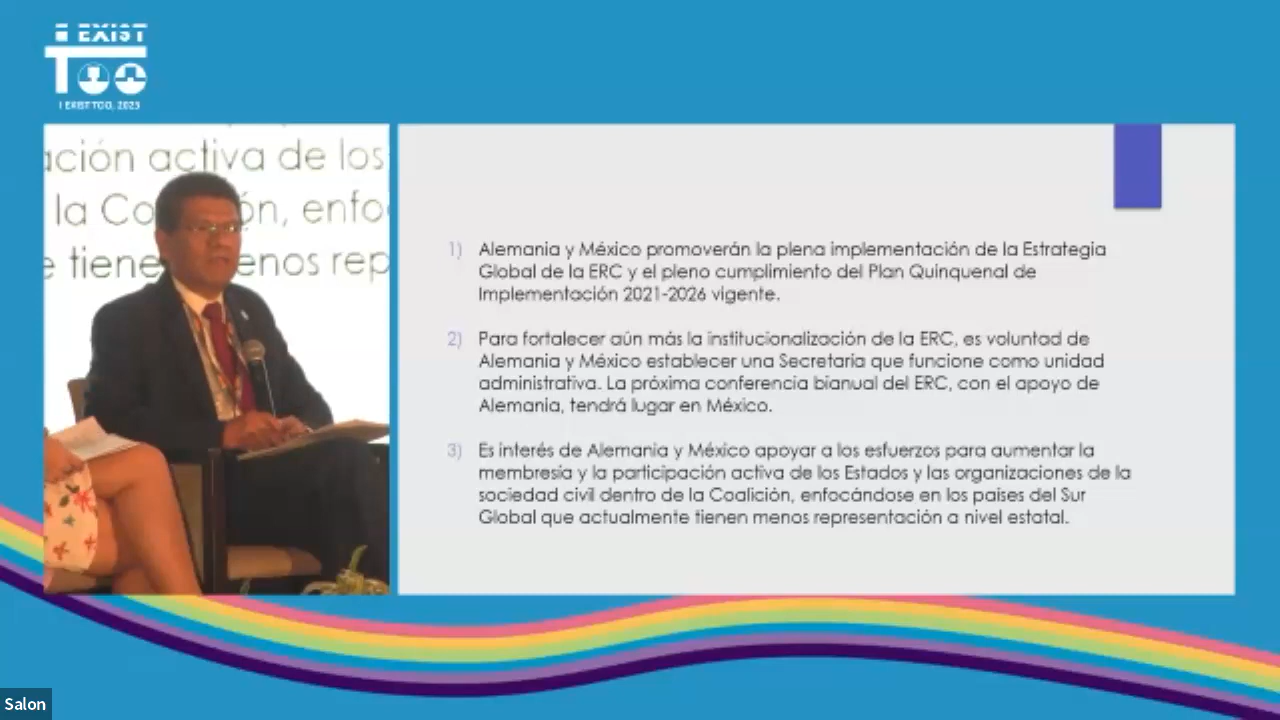 I EXIST
TOO
I EXIST TOO, 2023
ación activa de los
la Co ón, enfo
e tiene enos rep
1) Alemania y México promoverán la plena implementación de la Estrategia
Global de la ERC y el pleno cumplimiento del Plan Quinquenal de
Implementación 2021-2026 vigente.
2) Para fortalecer aún más la institucionalización de la ERC, es voluntad de
Alemania y México establecer una Secretaría que funcione como unidad
administrativa. La próxima conferencia bianual del ERC, con el apoyo de
Alemania, tendrá lugar en México.
3) Es interés de Alemania y México apoyar a los esfuerzos para aumentar la
membresía y la participación activa de los Estados y las organizaciones de la
sociedad civil dentro de la Coalición, enfocándose en los países del Sur
Global que actualmente tienen menos representación a nivel estatal.
Salon